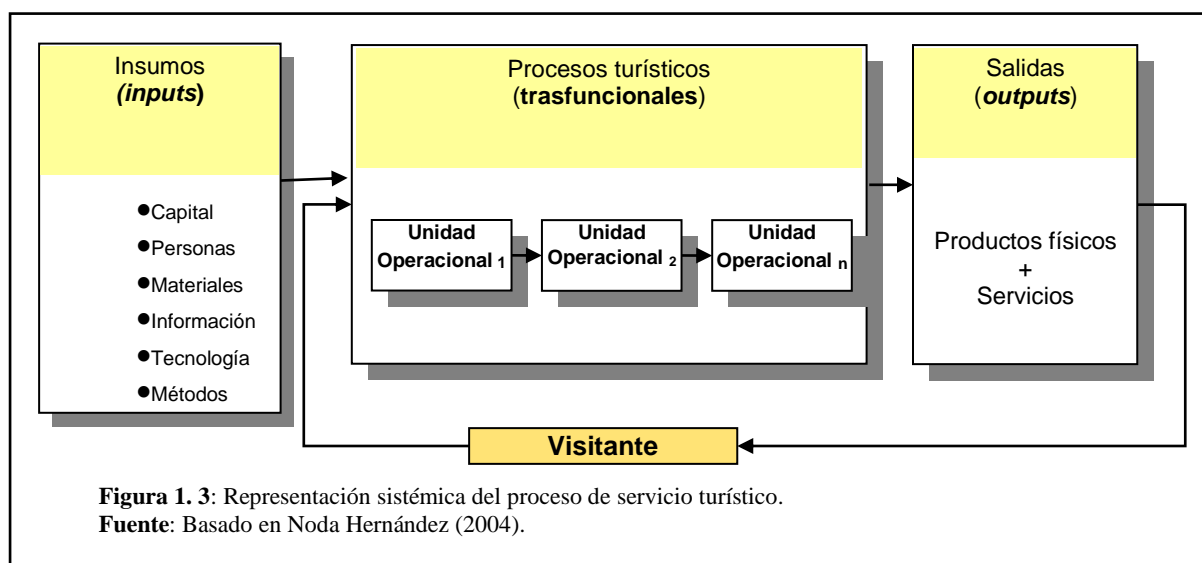 Insumos
(inputs)
●Capital
●Personas
●Materiales
●Información
●Tecnología
●Métodos
Procesos turísticos
(trasfuncionales)
Unidad
Operacional 1
Unidad
Operacional 2
Unidad
Operacional n
Salidas
(outputs)
Productos físicos
+
Servicios
Visitante
Figura 1. 3: Representación sistémica del proceso de servicio turístico.
Fuente: Basado en Noda Hernández (2004).